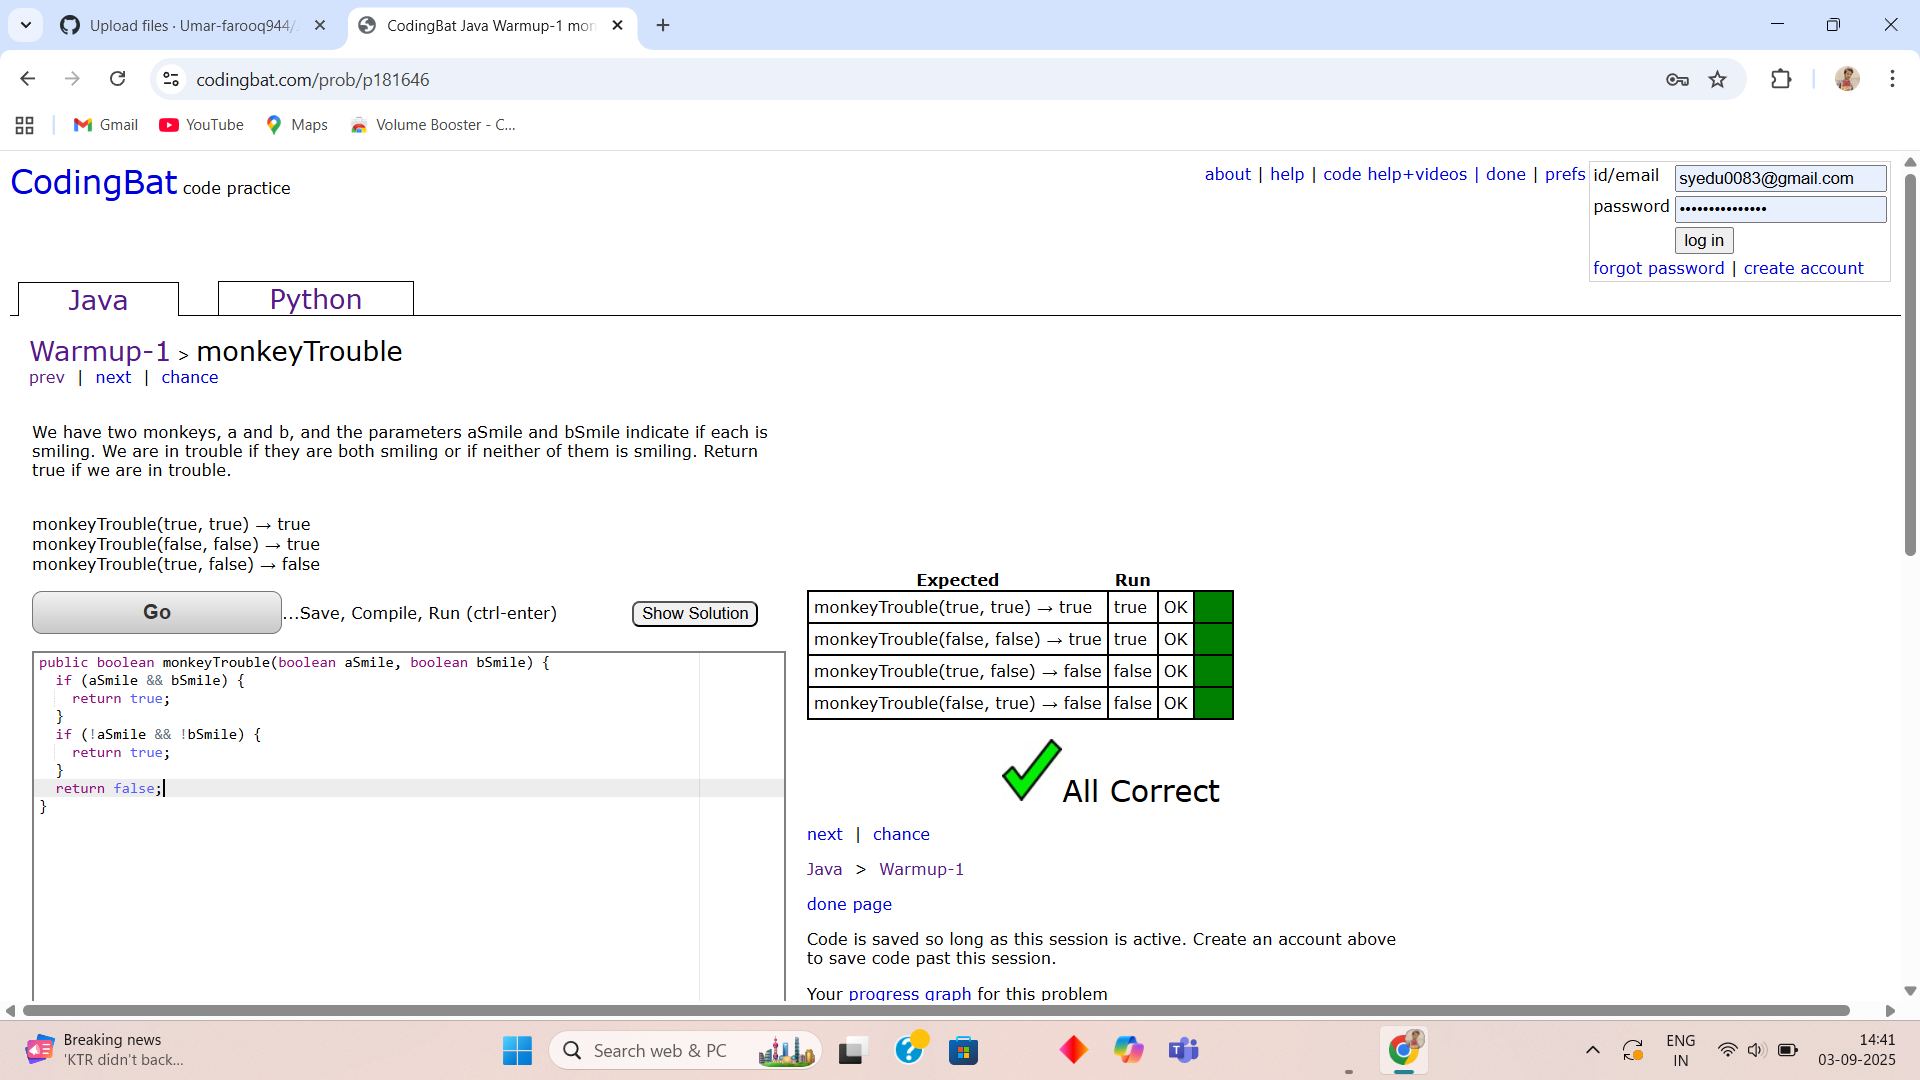 Upload files · Umar-farooq944/
CodingBat Java Warmup-1 mon
codingbat.com/prob/p181646
Gmail
YouTube
Maps
Volume Booster - C...
CodingBat code practice
about | help | code help+videos | done | prefs
id/email syedu0083@gmail.com
password •••••••••••••••
log in
forgot password | create account
Java
Python
Warmup-1 > monkeyTrouble
prev | next | chance
We have two monkeys, a and b, and the parameters aSmile and bSmile indicate if each is
smiling. We are in trouble if they are both smiling or if neither of them is smiling. Return
true if we are in trouble.
monkeyTrouble(true, true) → true
monkeyTrouble(false, false) → true
monkeyTrouble(true, false) → false
Go ...Save, Compile, Run (ctrl-enter) Show Solution
public boolean monkeyTrouble(boolean aSmile, boolean bSmile) {
if (aSmile && bSmile) {
return true;
}
if (!aSmile && !bSmile) {
return true;
}
return false;
}
Expected Run
monkeyTrouble(true, true) → true true OK
monkeyTrouble(false, false) → true true OK
monkeyTrouble(true, false) → false false OK
monkeyTrouble(false, true) → false false OK
All Correct
next | chance
Java > Warmup-1
done page
Code is saved so long as this session is active. Create an account above
to save code past this session.
Your progress graph for this problem
Breaking news
'KTR didn't back...
Search web & PC
ENG
IN
14:41
03-09-2025